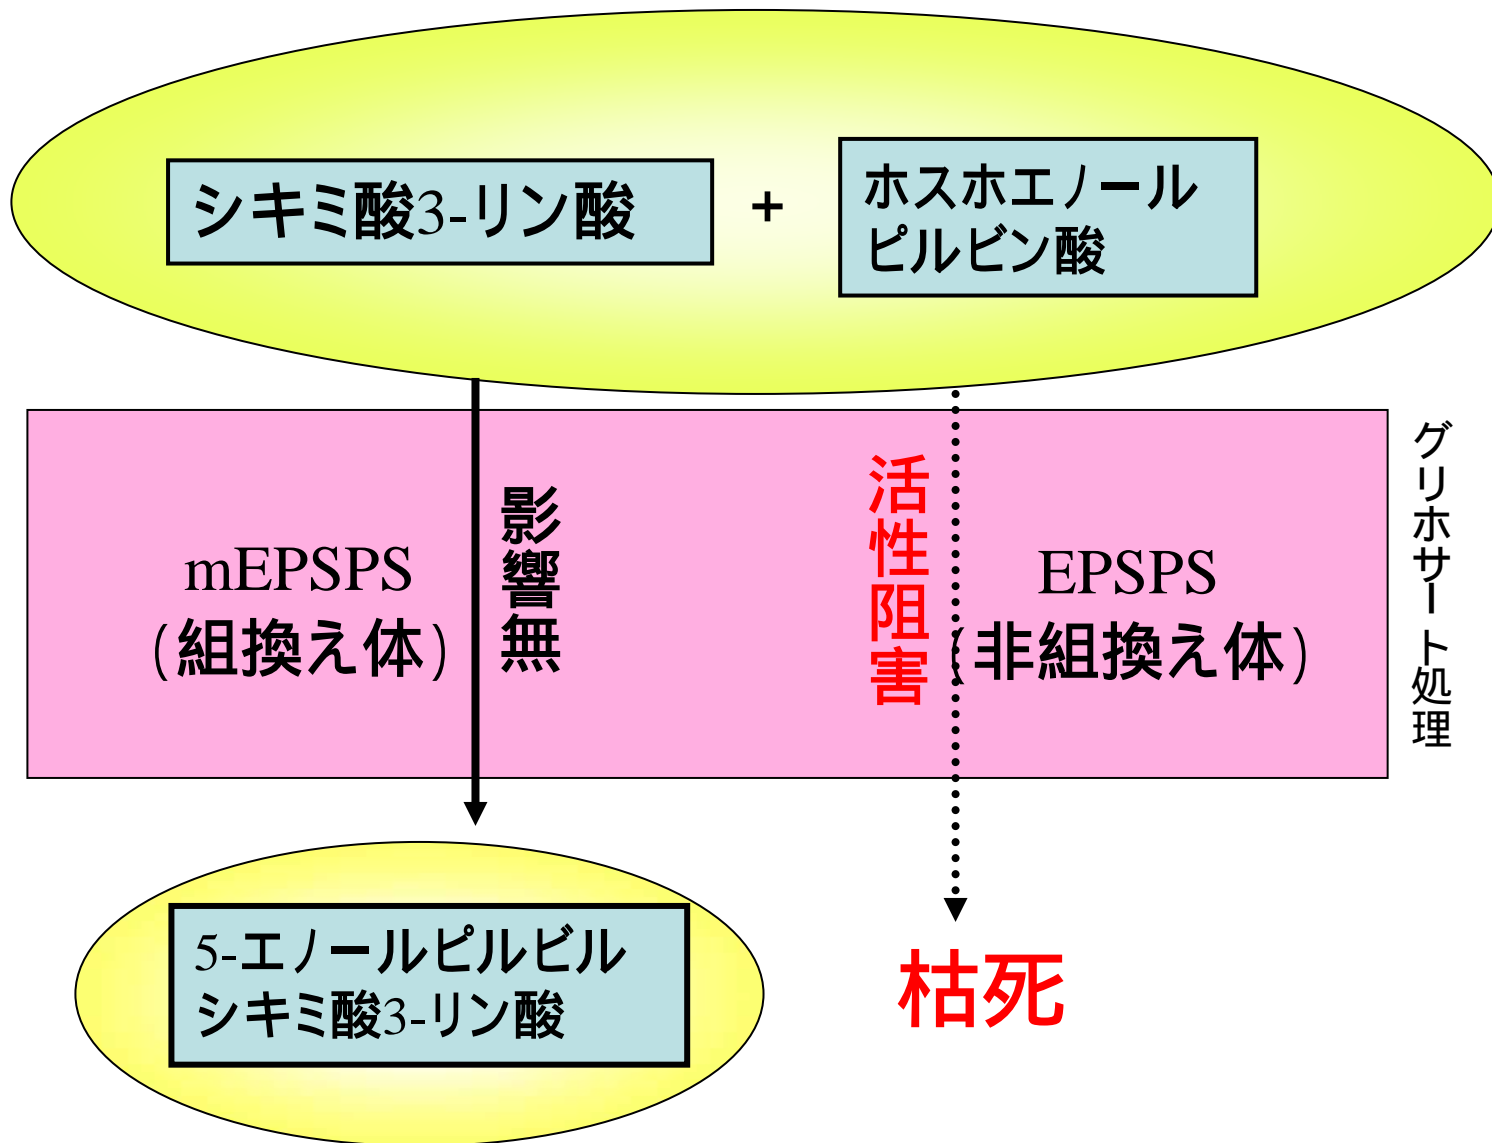 シキミ酸3-リン酸
+
ホスホエノール
ピルビン酸
グリホサート処理
mEPSPS
(組換え体)
影響無
活性阻害
EPSPS
(非組換え体)
5-エノールピルビル
シキミ酸3-リン酸
枯死